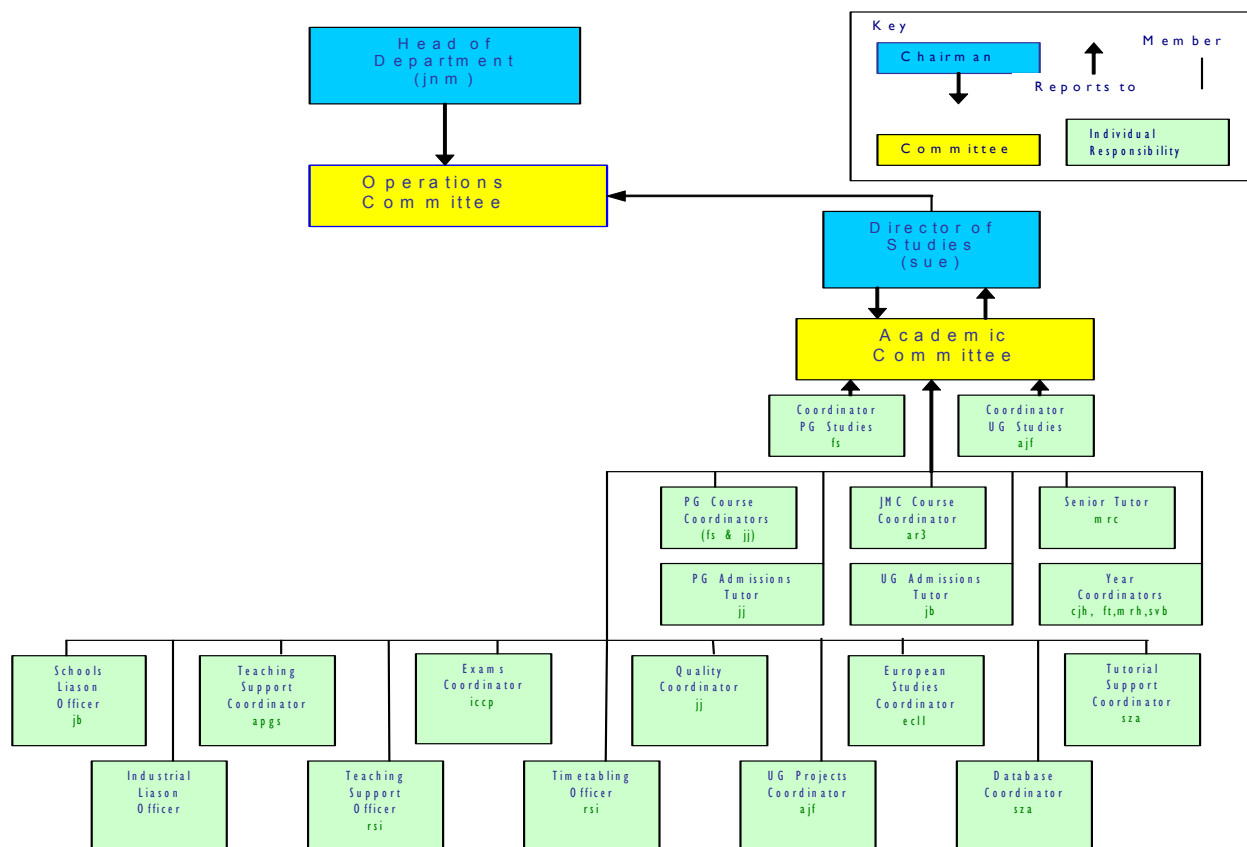 Head of
Department
(jnm)
Key
Chairman
Member
Reports to
Committee
Individual
Responsibility
Operations
Committee
Director of
Studies
(sue)
Academic
Committee
Coordinator
PG Studies
fs
Coordinator
UG Studies
ajf
PG Course
Coordinators
(fs & jj)
JMC Course
Coordinator
ar3
Senior Tutor
mrc
PG Admissions
Tutor
jj
UG Admissions
Tutor
jb
Year
Coordinators
cjh, ft,mrh,svb
Schools
Liason
Officer
jb
Teaching
Support
Coordinator
apgs
Exams
Coordinator
iccp
Quality
Coordinator
jj
European
Studies
Coordinator
ecll
Tutorial
Support
Coordinator
sza
Industrial
Liason
Officer
Teaching
Support
Officer
rsi
Timetabling
Officer
rsi
UG Projects
Coordinator
ajf
Database
Coordinator
sza